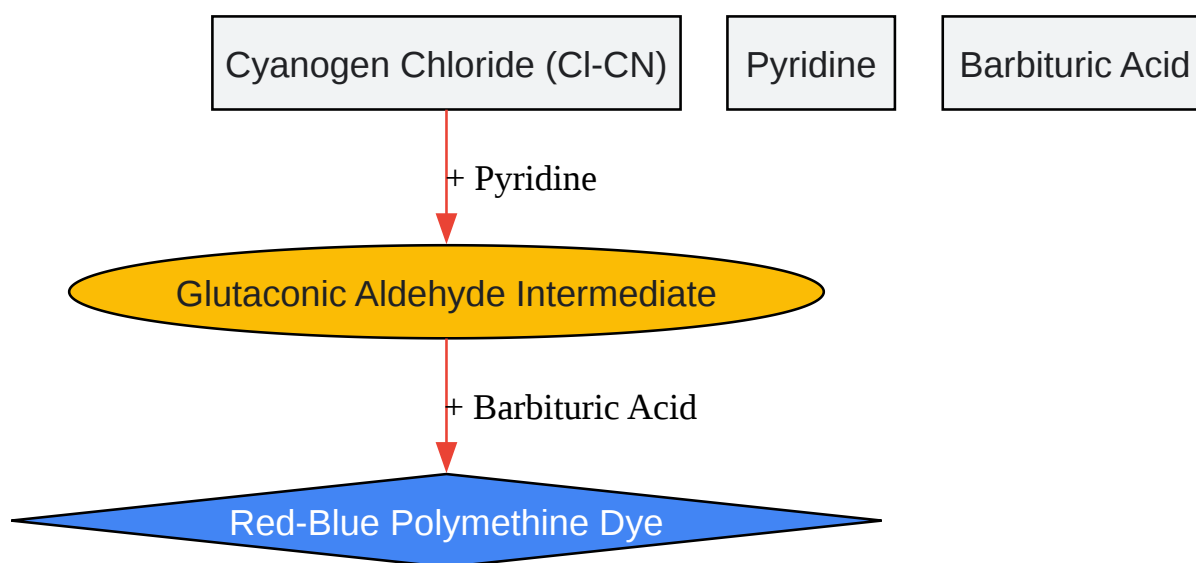 Cyanogen Chloride (Cl-CN)
Pyridine
Barbituric Acid
+ Pyridine
Glutaconic Aldehyde Intermediate
+ Barbituric Acid
Red-Blue Polymethine Dye